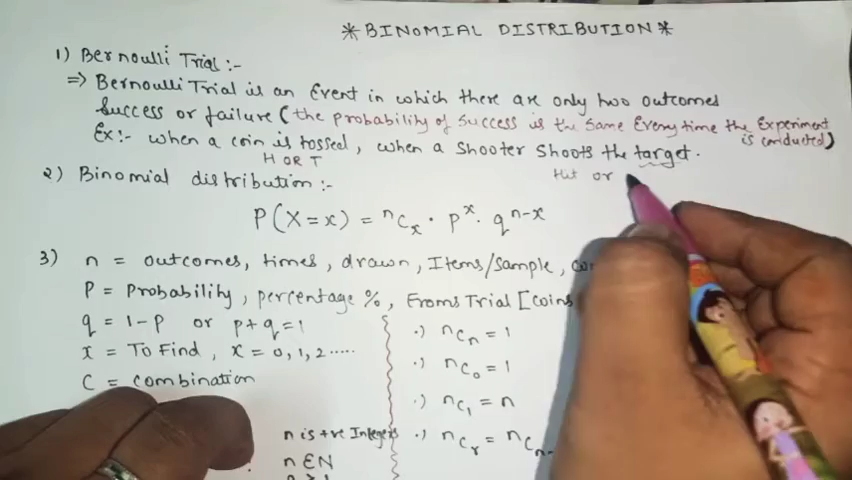 *BINOMIAL DISTRIBUTION*
1) Bernoulli Trial:-
⇒ Bernoulli Trial is an Event in which there are only two outcomes
Success or failure (the probability of Success is the same Every time the Experiment
is conducted)
Ex:- when a coin is tossed, when a Shooter Shoots the target.
H OR T
Hit or
2) Binomial distribution:-
P(X=x) = ⁿCₓ · pˣ · qⁿ⁻ˣ
3) n = outcomes, times, drawn, Items/Sample,
P = Probability, percentage %, From Trial [coins
q = 1-p or p+q=1
x = To Find, x = 0,1,2.....
C = combination
·) ⁿCₙ = 1
·) ⁿC₀ = 1
·) ⁿC₁ = n
·) ⁿCᵣ = ⁿCₙ₋
n is +ve Integers
n ∈ N